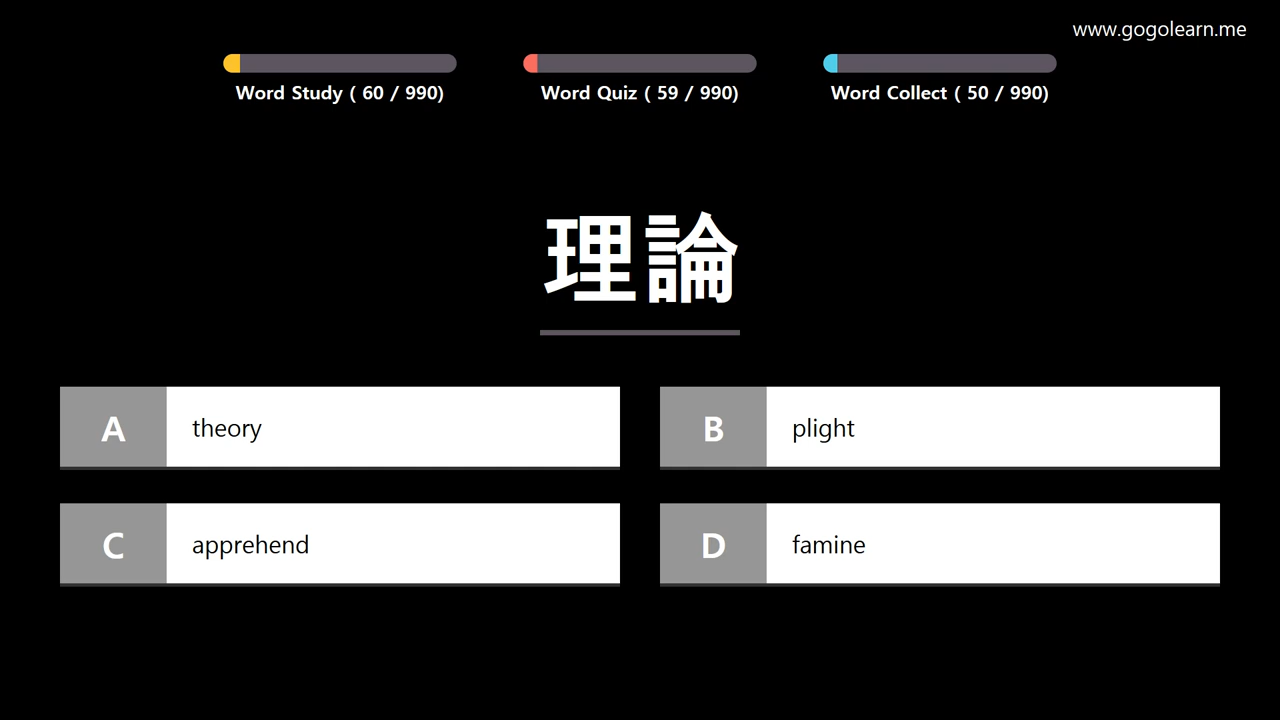 www.gogolearn.me
Word Study ( 60 / 990)
Word Quiz ( 59 / 990)
Word Collect ( 50 / 990)
理論
A theory
B plight
C apprehend
D famine